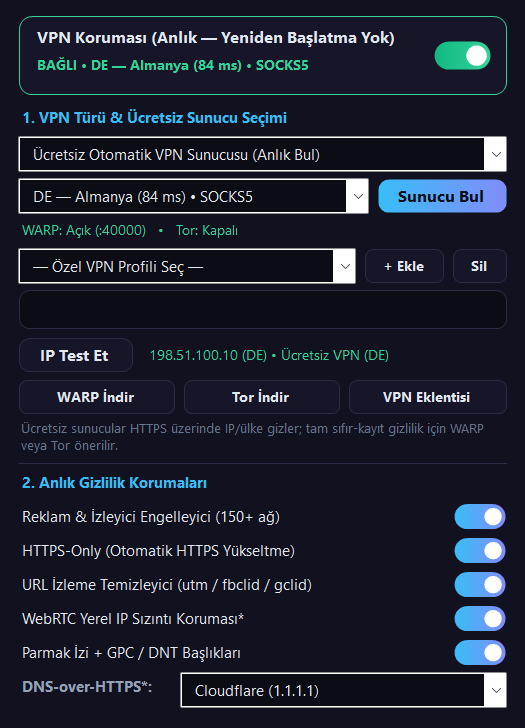 VPN Koruması (Anlık — Yeniden Başlatma Yok)
BAĞLI • DE — Almanya (84 ms) • SOCKS5
1. VPN Türü & Ücretsiz Sunucu Seçimi
Ücretsiz Otomatik VPN Sunucusu (Anlık Bul)
DE — Almanya (84 ms) • SOCKS5
Sunucu Bul
WARP: Açık (:40000) • Tor: Kapalı
— Özel VPN Profili Seç —
+ Ekle
Sil
IP Test Et
198.51.100.10 (DE) • Ücretsiz VPN (DE)
WARP İndir
Tor İndir
VPN Eklentisi
Ücretsiz sunucular HTTPS üzerinde IP/ülke gizler; tam sıfır-kayıt gizlilik için WARP
veya Tor önerilir.
2. Anlık Gizlilik Korumaları
Reklam & İzleyici Engelleyici (150+ ağ)
HTTPS-Only (Otomatik HTTPS Yükseltme)
URL İzleme Temizleyici (utm / fbclid / gclid)
WebRTC Yerel IP Sızıntı Koruması*
Parmak İzi + GPC / DNT Başlıkları
DNS-over-HTTPS*:
Cloudflare (1.1.1.1)